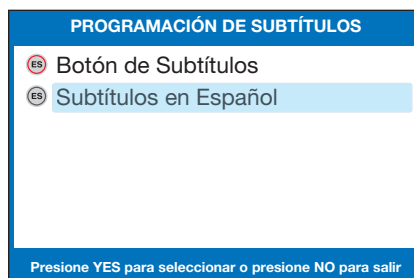 PROGRAMACIÓN DE SUBTÍTULOS
ES Botón de Subtítulos
ES Subtítulos en Español
Presione YES para seleccionar o presione NO para salir